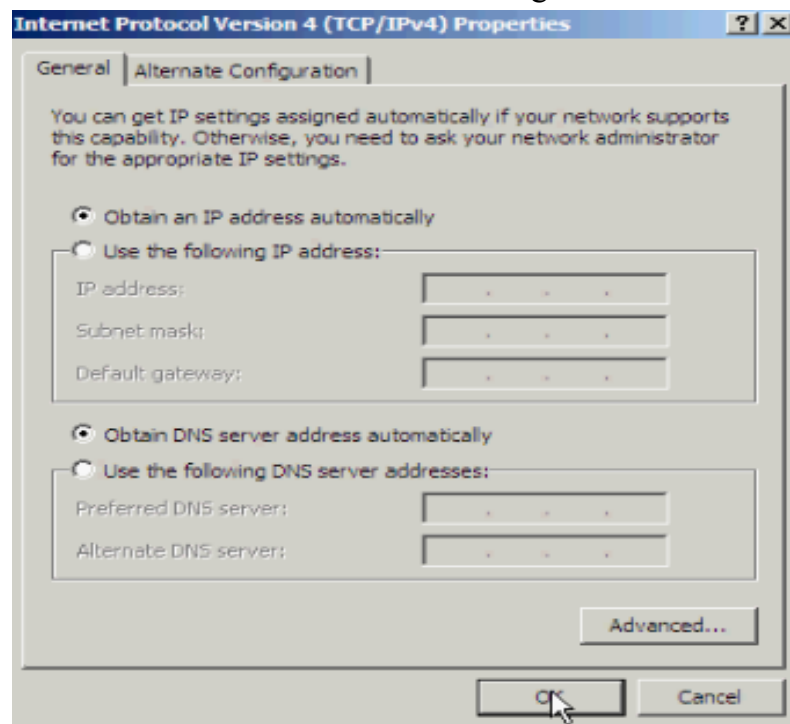 Internet Protocol Version 4 (TCP/IPv4) Properties
General
Alternate Configuration
You can get IP settings assigned automatically if your network supports
this capability. Otherwise, you need to ask your network administrator
for the appropriate IP settings.
Obtain an IP address automatically
Use the following IP address:
IP address:
Subnet mask:
Default gateway:
Obtain DNS server address automatically
Use the following DNS server addresses:
Preferred DNS server:
Alternate DNS server:
Advanced...
OK
Cancel